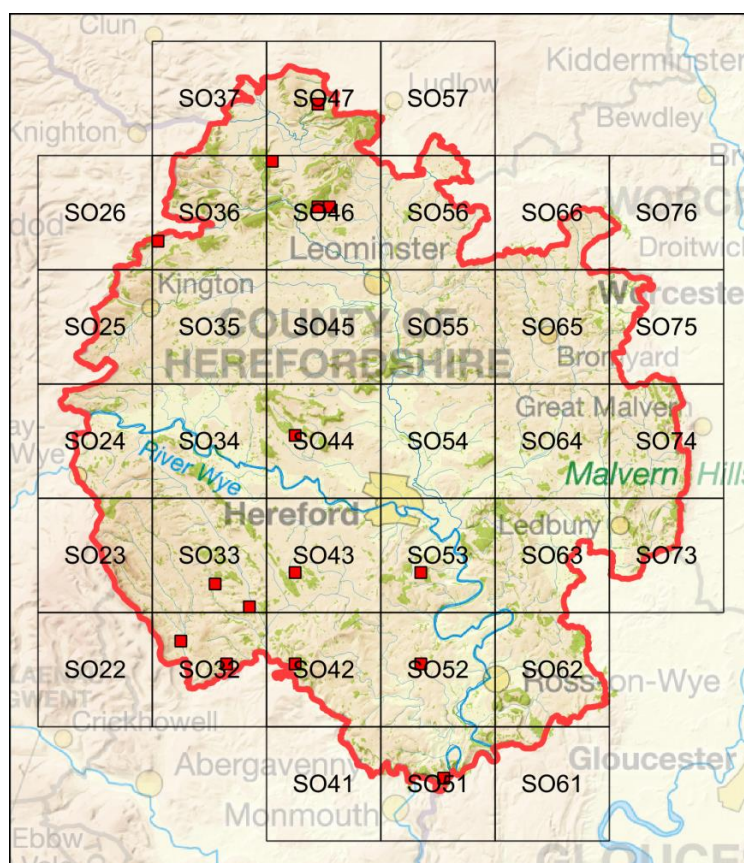 Clun
Kidderminster
SO37 SO47 Ludlow SO57
Bewdley
Knighton
SO26 SO36 SO46 SO56 SO66 SO76
Droitwich
Leominster
Kington
Worcester
SO25 SO35 SO45 SO55 SO65 SO75
COUNTY OF
HEREFORDSHIRE
Bromyard
Great Malvern
SO24 SO34 SO44 SO54 SO64 SO74
Wye
River Wye
Malvern Hills
Hereford
Ledbury
SO23 SO33 SO43 SO53 SO63 SO73
SO22 SO32 SO42 SO52 SO62
Ross-on-Wye
GWENT
Crickhowell
Gloucester
Abergavenny
SO41 SO51 SO61
Monmouth
Ebbw